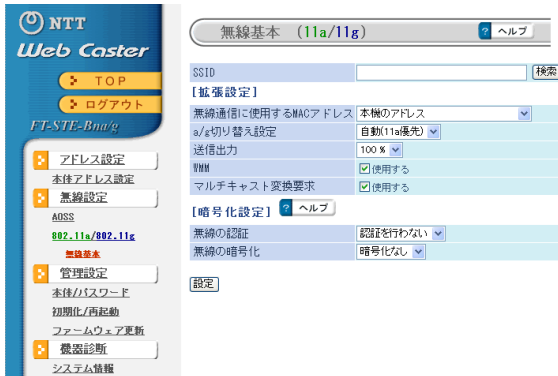 NTT
Web Caster
TOP
ログアウト
FT-STE-Bna/g
アドレス設定
本体アドレス設定
無線設定
AOSS
802.11a/802.11g
無線基本
管理設定
本体/パスワード
初期化/再起動
ファームウェア更新
機器診断
システム情報
無線基本 (11a/11g)
? ヘルプ
SSID 検索
[拡張設定]
無線通信に使用するMACアドレス 本機のアドレス
a/g切り替え設定 自動(11a優先)
送信出力 100 %
WMM 使用する
マルチキャスト変換要求 使用する
[暗号化設定] ? ヘルプ
無線の認証 認証を行わない
無線の暗号化 暗号化なし
設定